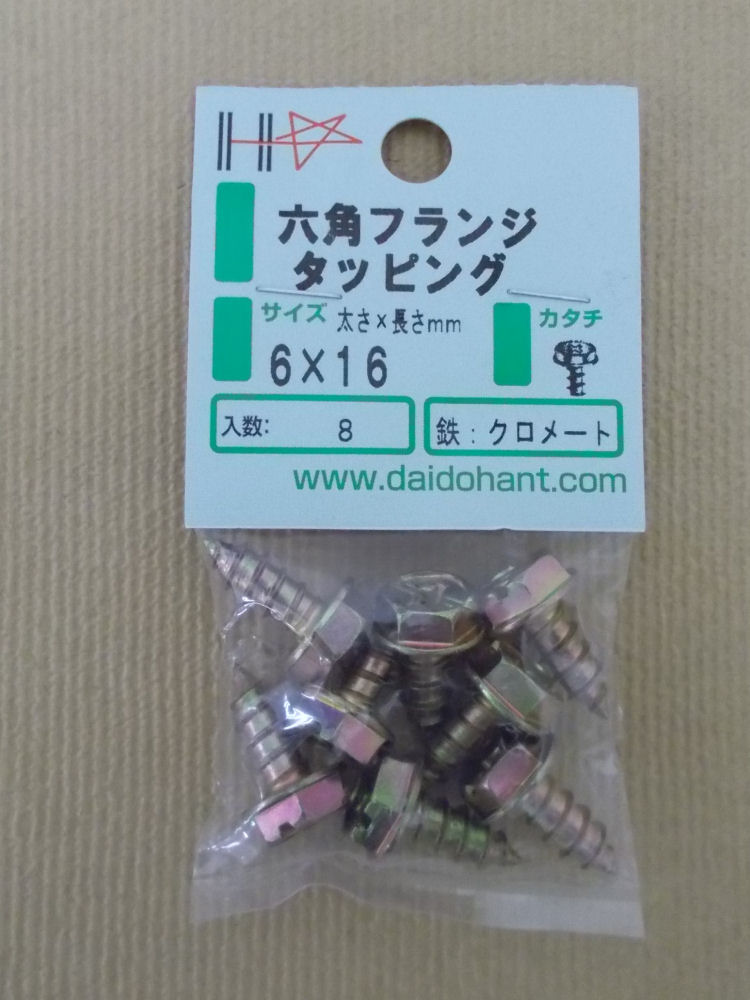 六角フランジ
タッピング
サイズ 太さ×長さmm
カタチ
6×16
入数: 8
鉄:クロメート
www.daidohant.com